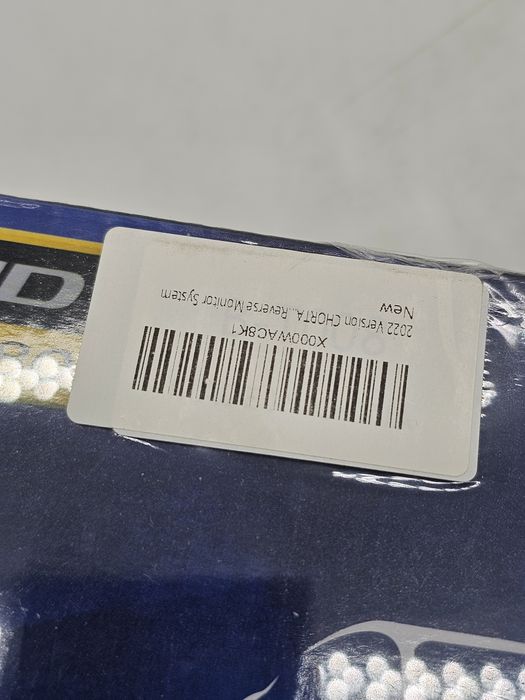 X000WAC8K1
2022 Version CHORTA...Reverse Monitor System
New